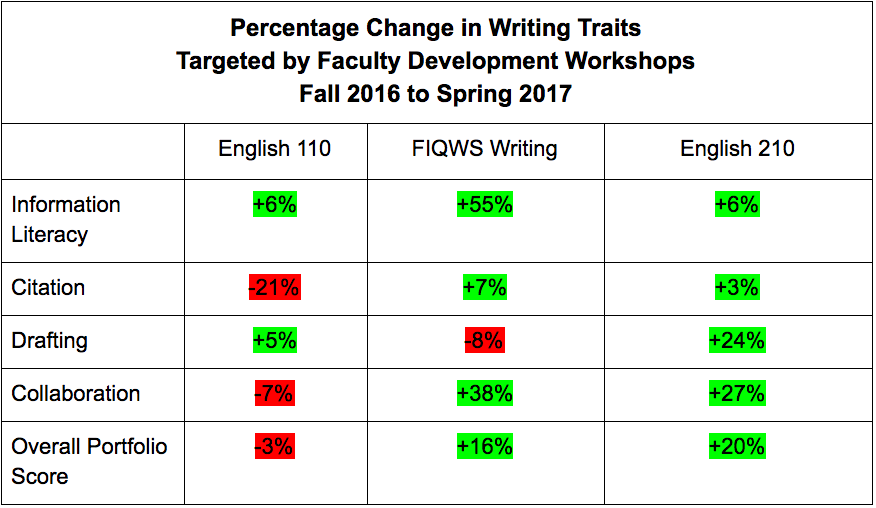 Percentage Change in Writing Traits
Targeted by Faculty Development Workshops
Fall 2016 to Spring 2017
English 110 FIQWS Writing English 210
Information Literacy +6% +55% +6%
Citation -21% +7% +3%
Drafting +5% -8% +24%
Collaboration -7% +38% +27%
Overall Portfolio Score -3% +16% +20%